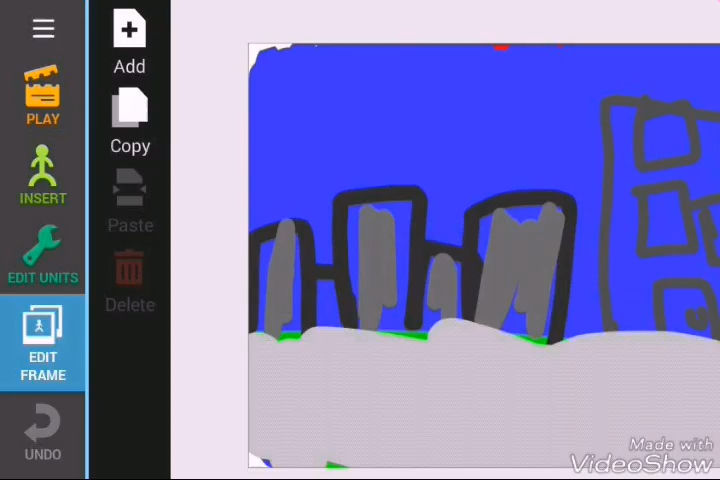 Add
PLAY
Copy
INSERT
Paste
EDIT UNITS
Delete
EDIT
FRAME
UNDO
Made with
VideoShow